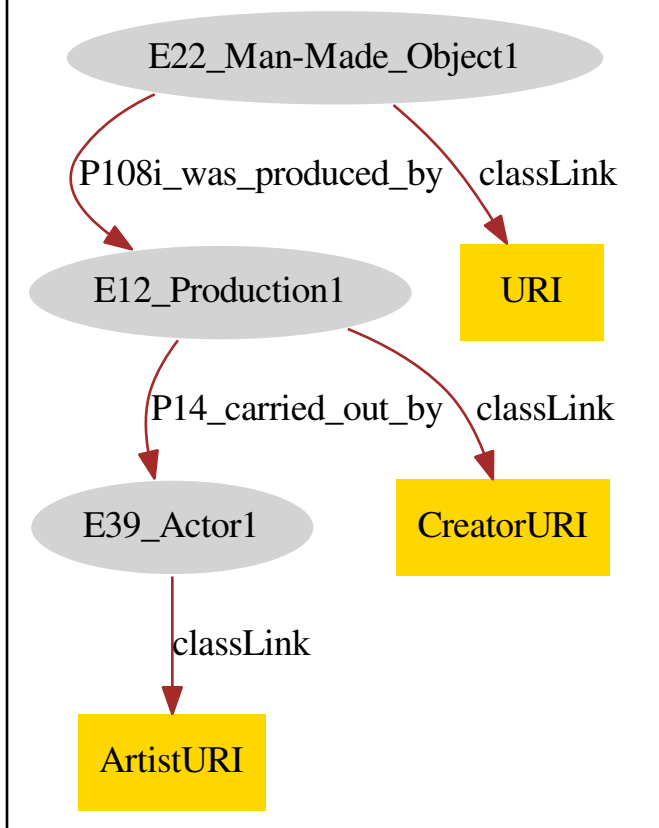 E22_Man-Made_Object1
P108i_was_produced_by classLink
E12_Production1 URI
P14_carried_out_by classLink
E39_Actor1 CreatorURI
classLink
ArtistURI